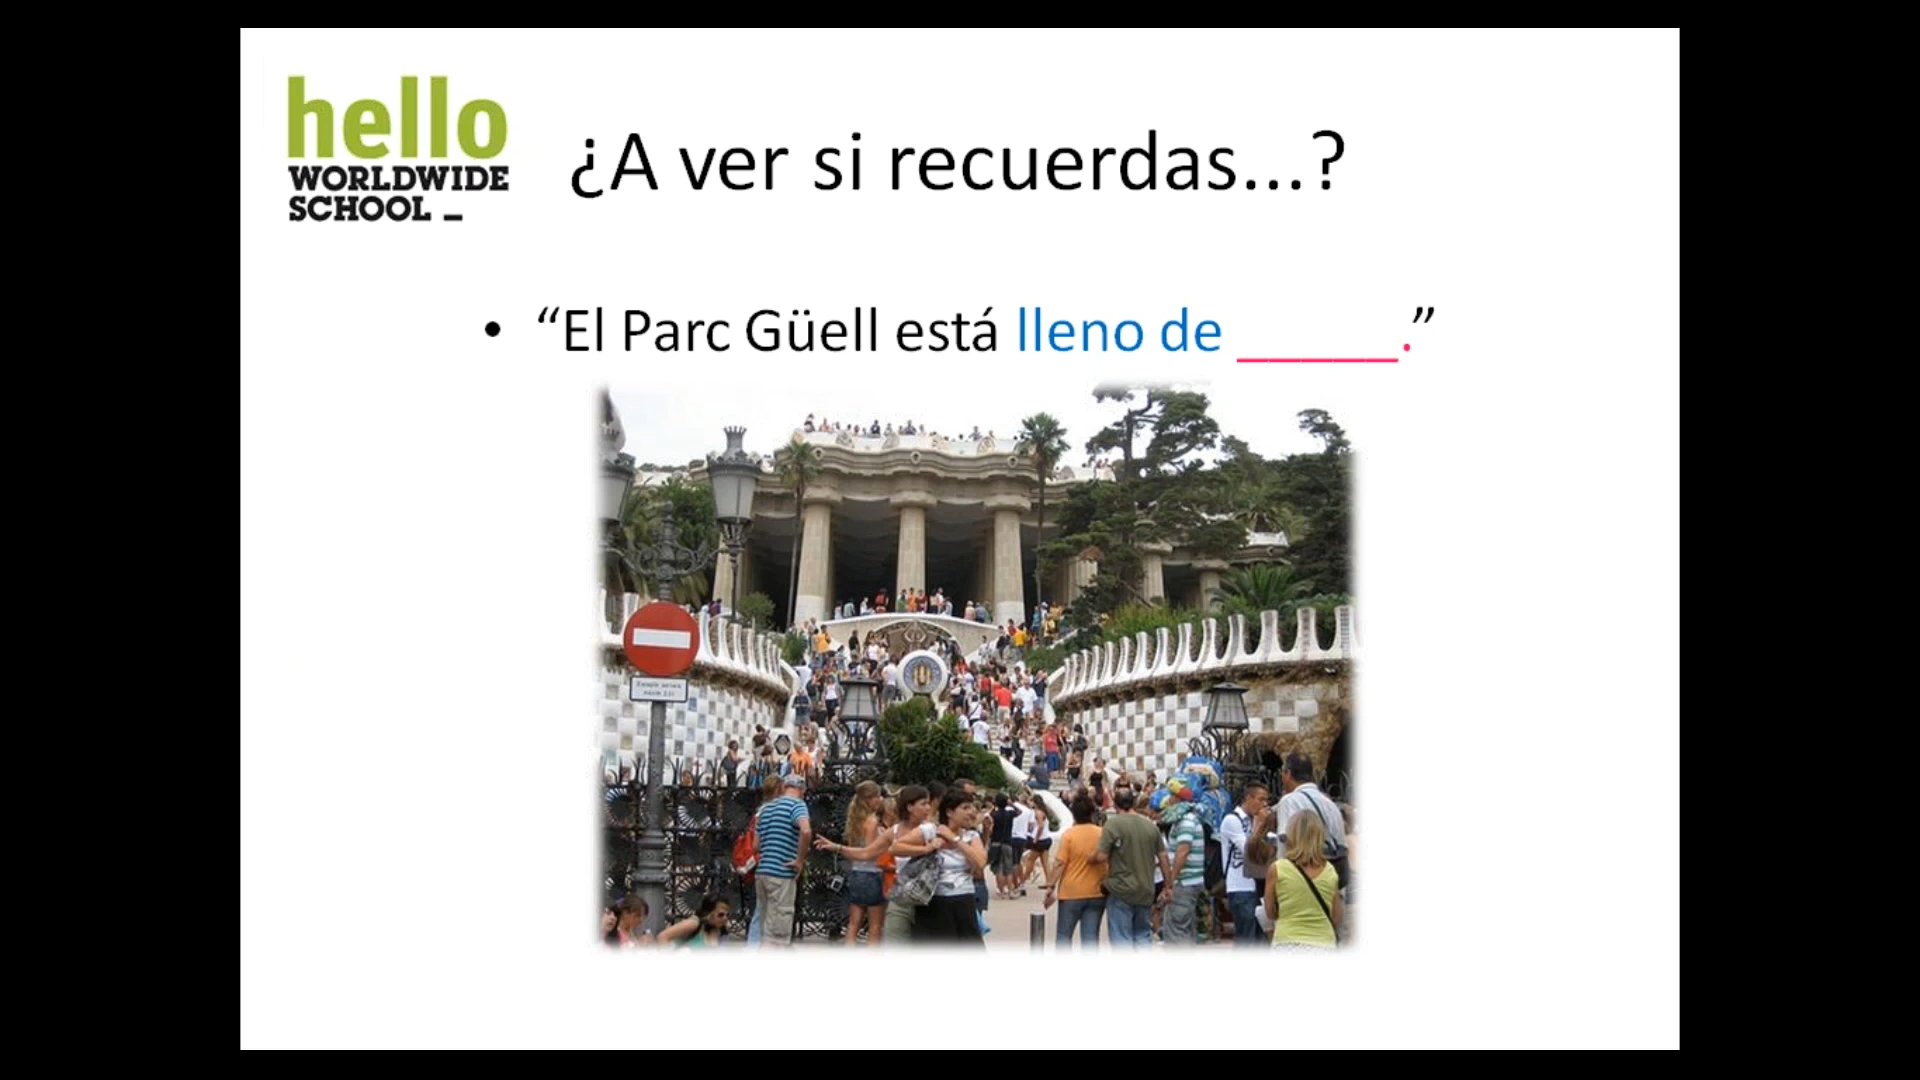 hello
WORLDWIDE
SCHOOL _
¿A ver si recuerdas...?
• “El Parc Güell está lleno de _____.”